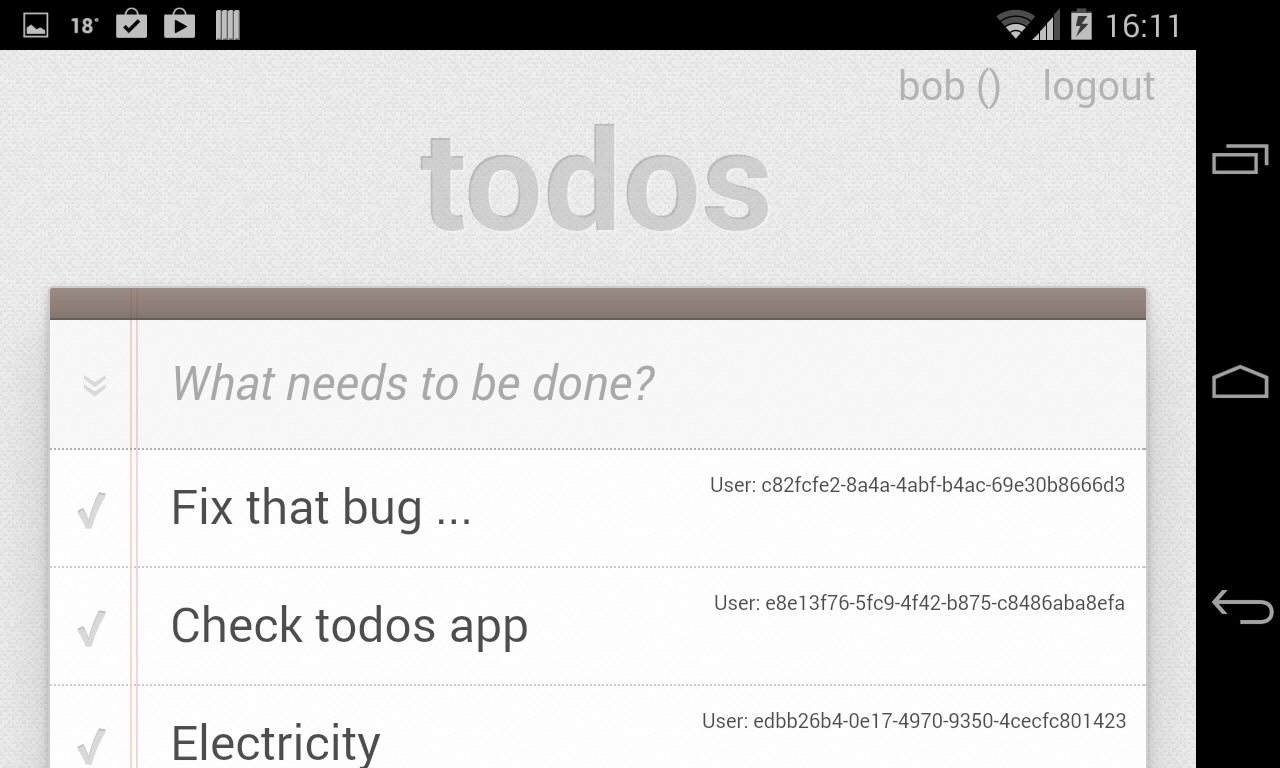 18° 16:11
bob () logout
todos
What needs to be done?
User: c82fcfe2-8a4a-4abf-b4ac-69e30b8666d3
Fix that bug ...
User: e8e13f76-5fc9-4f42-b875-c8486aba8efa
Check todos app
User: edbb26b4-0e17-4970-9350-4cecfc801423
Electricity